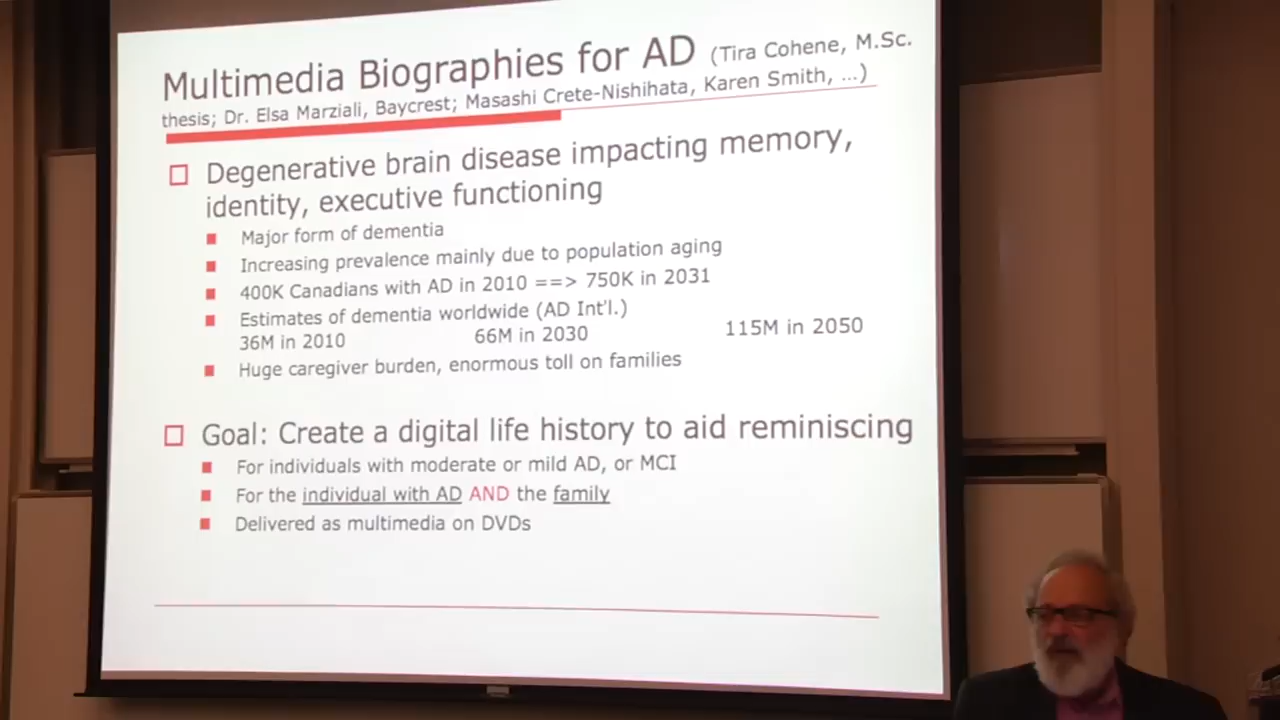 Multimedia Biographies for AD (Tira Cohene, M.Sc.
thesis; Dr. Elsa Marziali, Baycrest; Masashi Crete-Nishihata, Karen Smith, ...)
Degenerative brain disease impacting memory,
identity, executive functioning
Major form of dementia
Increasing prevalence mainly due to population aging
400K Canadians with AD in 2010 ==> 750K in 2031
Estimates of dementia worldwide (AD Int'l.)
36M in 2010 66M in 2030 115M in 2050
Huge caregiver burden, enormous toll on families
Goal: Create a digital life history to aid reminiscing
For individuals with moderate or mild AD, or MCI
For the individual with AD AND the family
Delivered as multimedia on DVDs